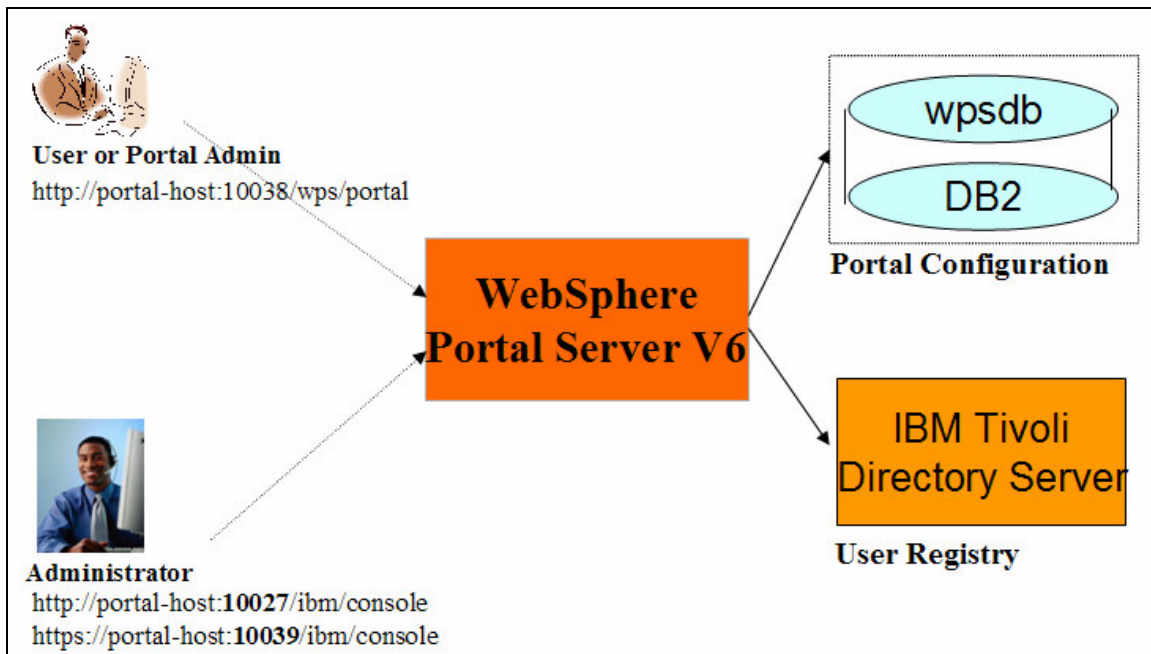 User or Portal Admin
http://portal-host:10038/wps/portal
WebSphere
Portal Server V6
wpsdb
DB2
Portal Configuration
IBM Tivoli
Directory Server
User Registry
Administrator
http://portal-host:10027/ibm/console
https://portal-host:10039/ibm/console